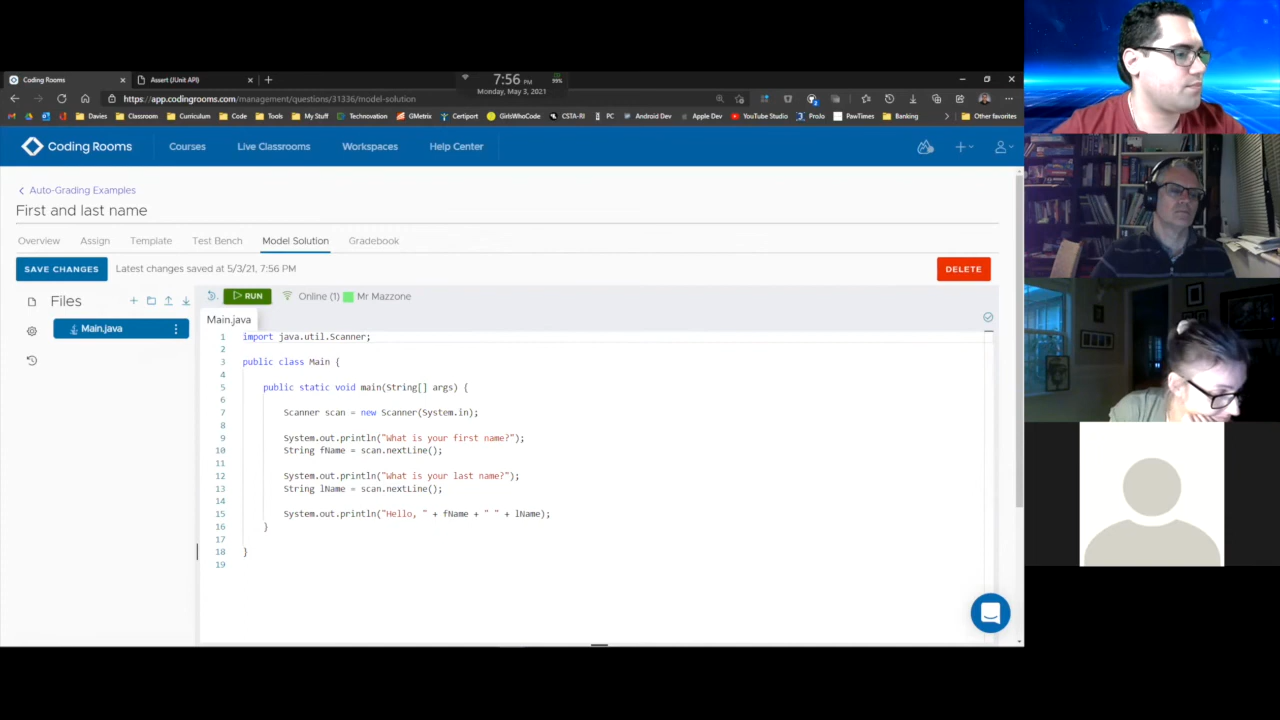 Coding Rooms
Assert (JUnit API)
7:56 PM
99%
Monday, May 3, 2021
https://app.codingrooms.com/management/questions/31336/model-solution
Davies Classroom Curriculum Code Tools My Stuff Technovation GMetrix Certiport GirlsWhoCode CSTA-RI PC Android Dev Apple Dev YouTube Studio ProJo PawTimes Banking Other favorites
Coding Rooms Courses Live Classrooms Workspaces Help Center
Auto-Grading Examples
First and last name
Overview Assign Template Test Bench Model Solution Gradebook
SAVE CHANGES Latest changes saved at 5/3/21, 7:56 PM DELETE
Files RUN Online (1) Mr Mazzone
Main.java
Main.java
1 import java.util.Scanner;
2
3 public class Main {
4
5 public static void main(String[] args) {
6
7 Scanner scan = new Scanner(System.in);
8
9 System.out.println("What is your first name?");
10 String fName = scan.nextLine();
11
12 System.out.println("What is your last name?");
13 String lName = scan.nextLine();
14
15 System.out.println("Hello, " + fName + " " + lName);
16 }
17
18 }
19